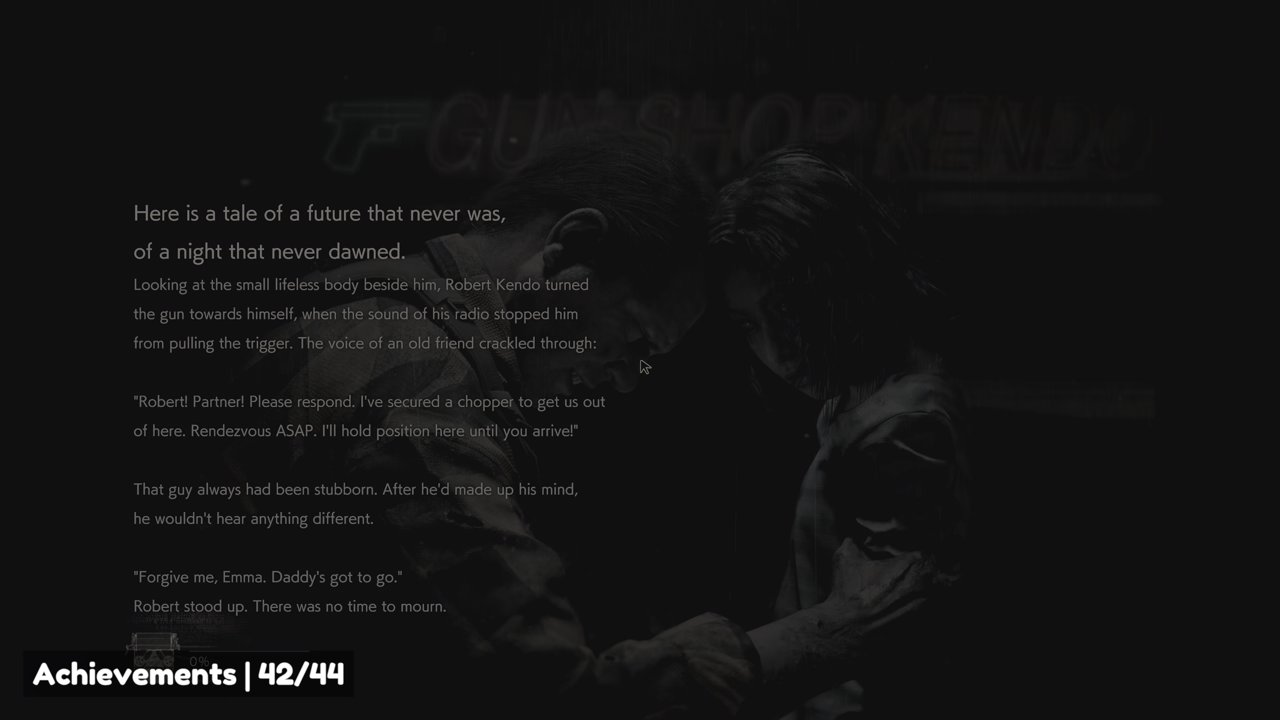 GUN SHOP KENDO
Here is a tale of a future that never was,
of a night that never dawned.
Looking at the small lifeless body beside him, Robert Kendo turned
the gun towards himself, when the sound of his radio stopped him
from pulling the trigger. The voice of an old friend crackled through:
"Robert! Partner! Please respond. I've secured a chopper to get us out
of here. Rendezvous ASAP. I'll hold position here until you arrive!"
That guy always had been stubborn. After he'd made up his mind,
he wouldn't hear anything different.
"Forgive me, Emma. Daddy's got to go."
Robert stood up. There was no time to mourn.
0%
Achievements | 42/44